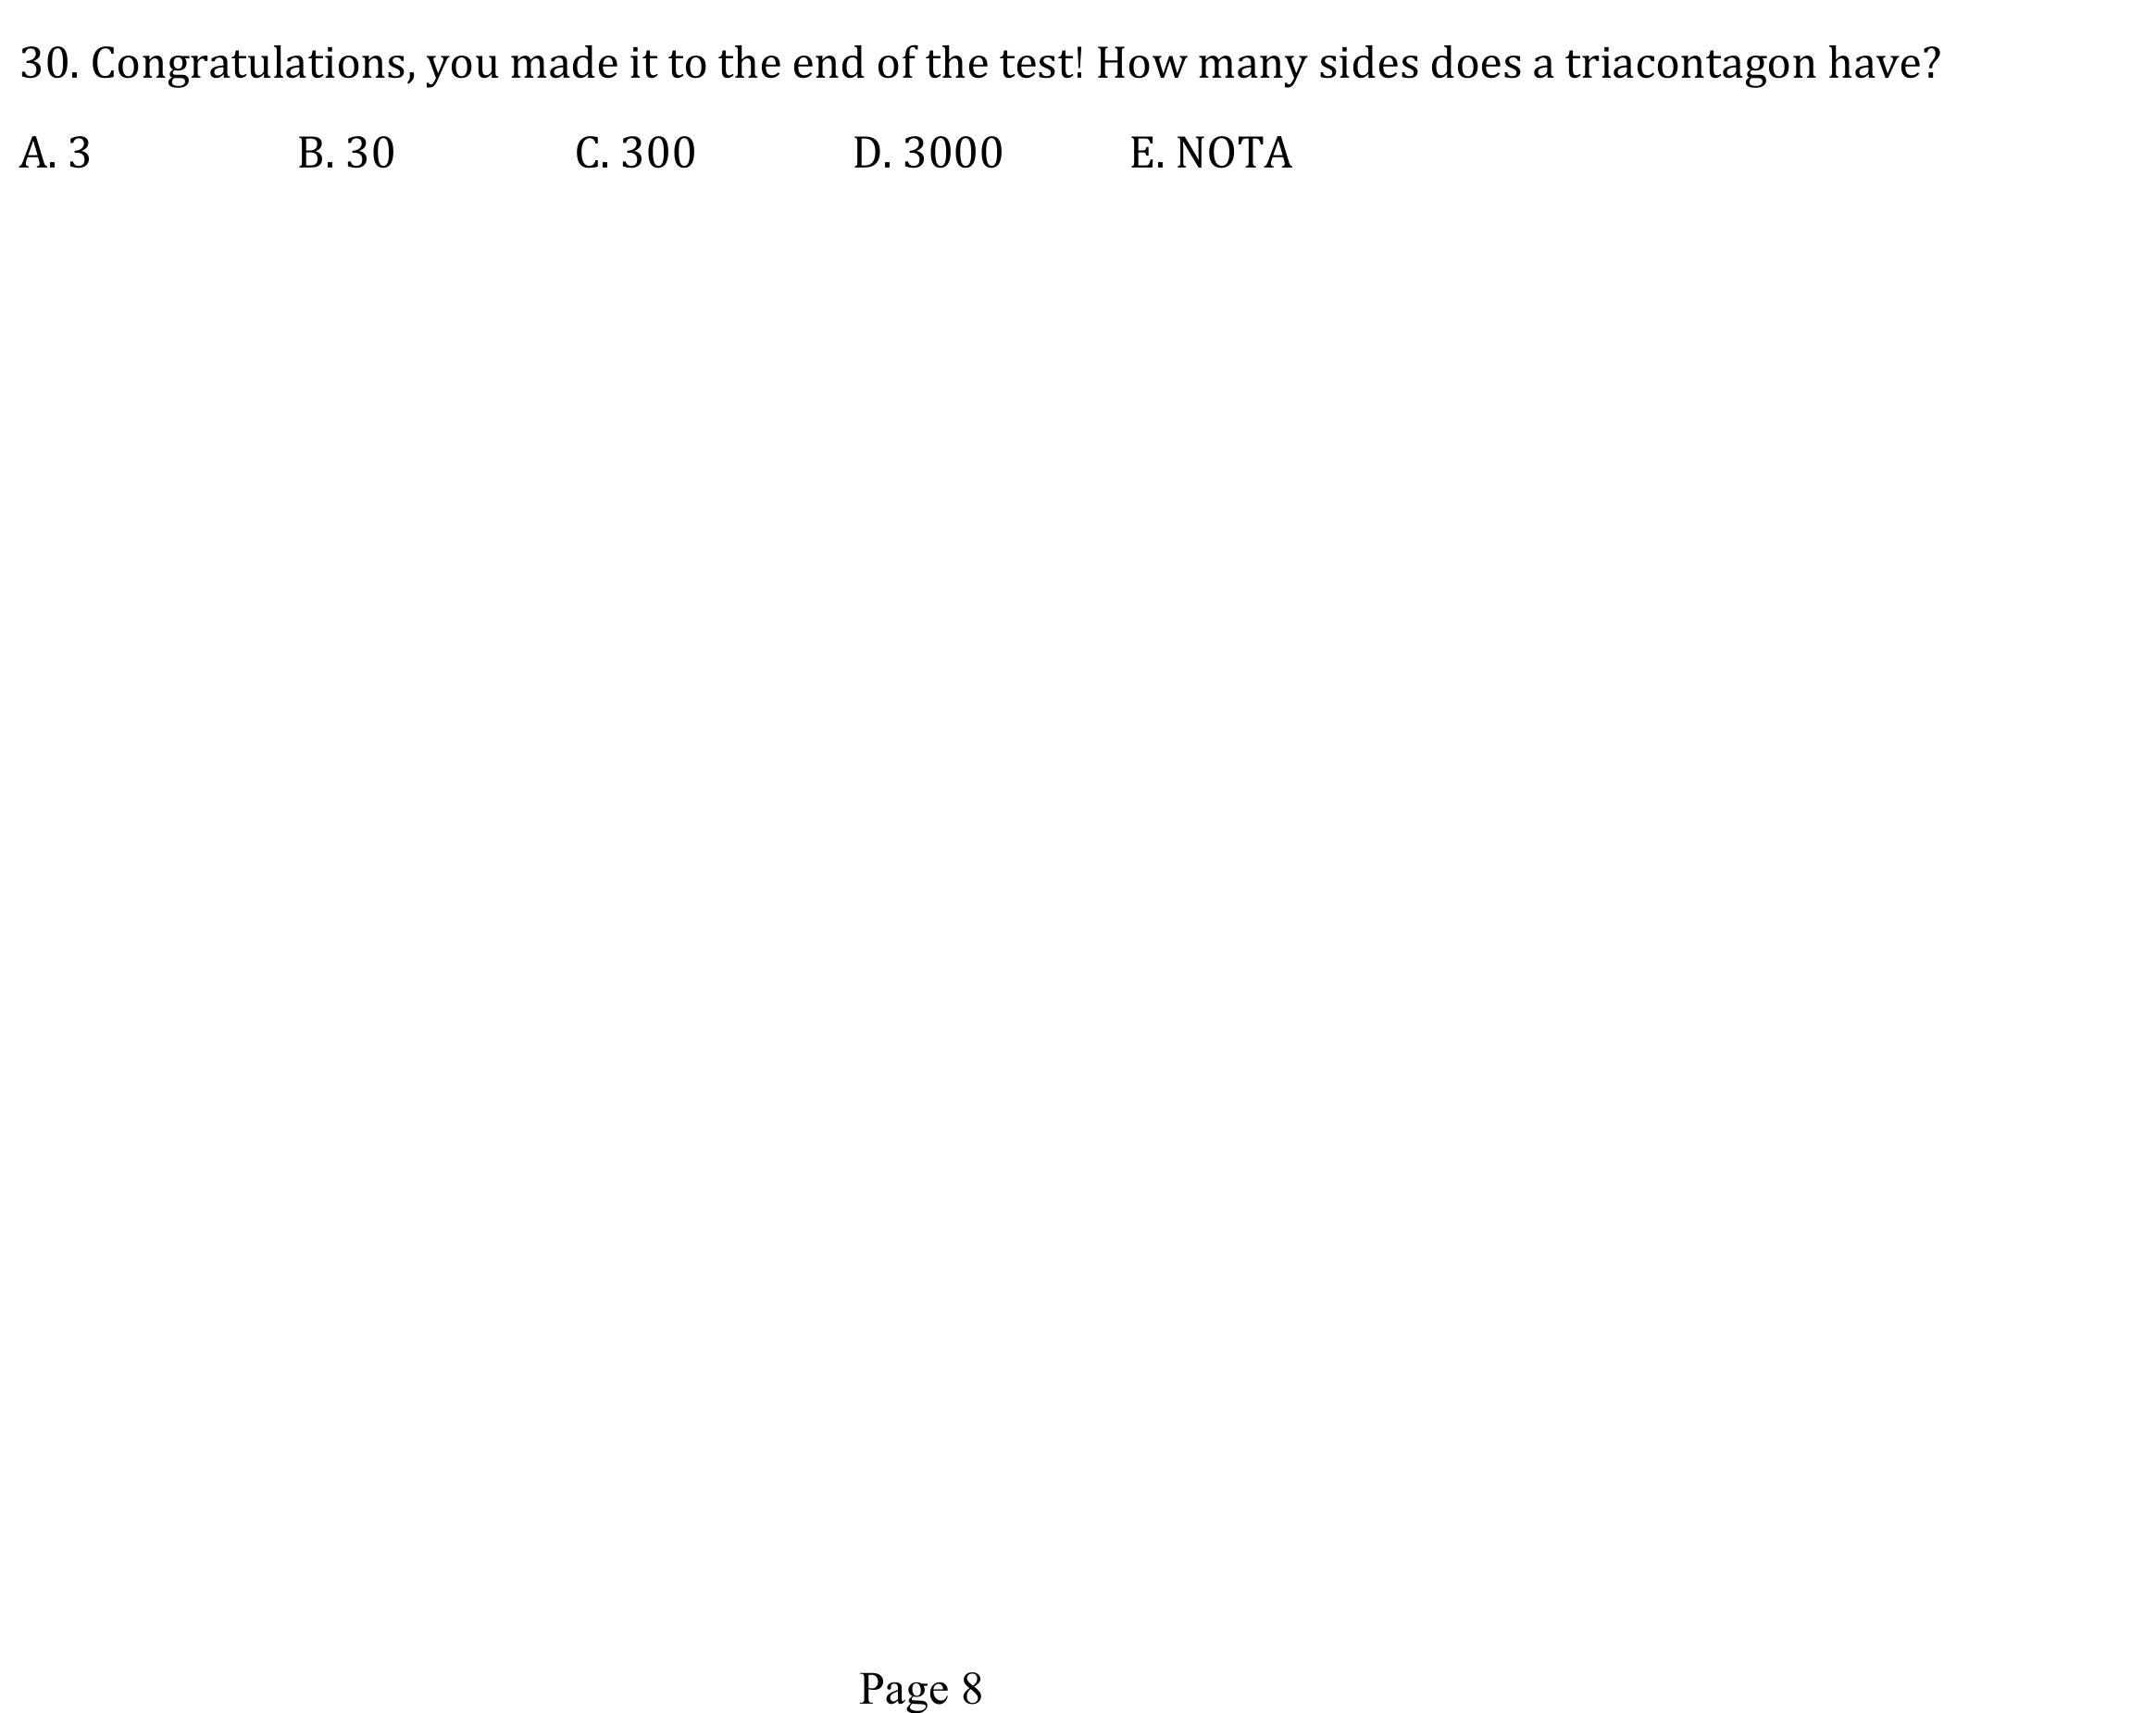 30. Congratulations, you made it to the end of the test! How many sides does a triacontagon have?
A. 3 B. 30 C. 300 D. 3000 E. NOTA
Page 8